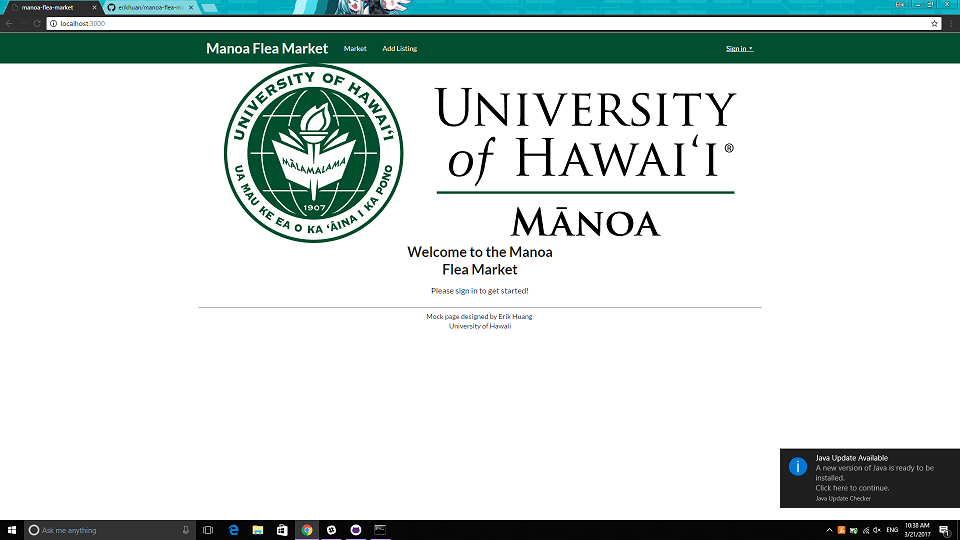 manoa-flea-market
erikhuan/manoa-flea-m
Erik
localhost:3000
Manoa Flea Market
Market
Add Listing
Sign in
UNIVERSITY OF HAWAIʻI
MĀLAMALAMA
1907
UA MAU KE EA O KA ʻĀINA I KA PONO
UNIVERSITY
of HAWAIʻI®
MĀNOA
Welcome to the Manoa
Flea Market
Please sign in to get started!
Mock page designed by Erik Huang
University of Hawaii
Java Update Available
A new version of Java is ready to be
installed.
Click here to continue.
Java Update Checker
Ask me anything
ENG
10:38 AM
3/21/2017
1